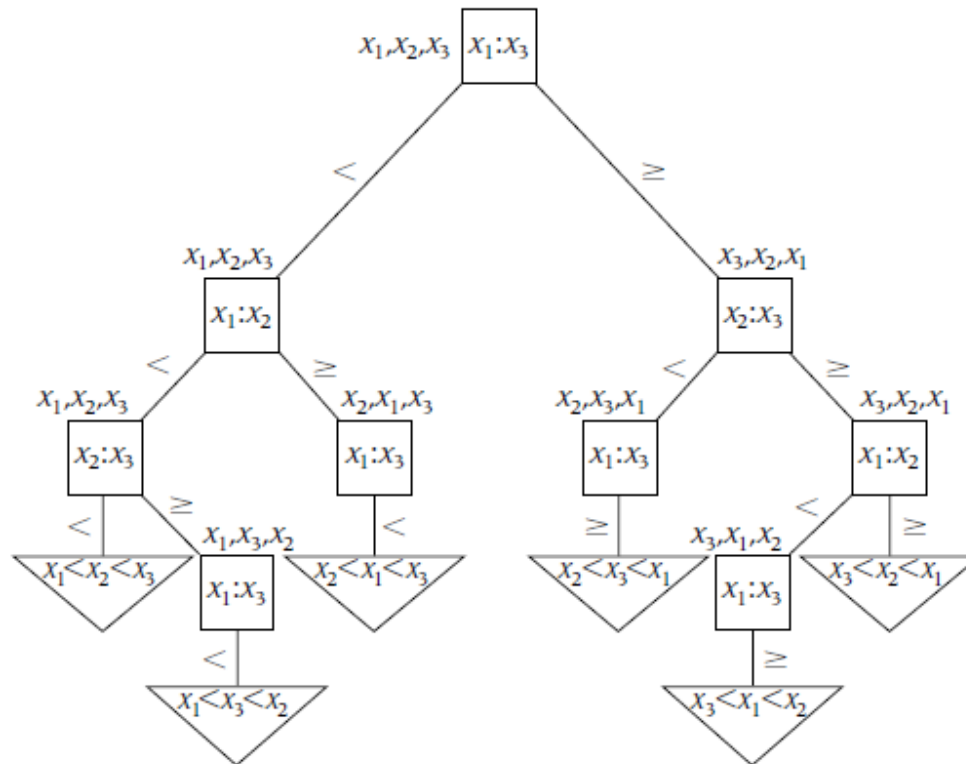 x₁,x₂,x₃ x₁:x₃
< ≥
x₁,x₂,x₃ x₃,x₂,x₁
x₁:x₂ x₂:x₃
< ≥ < ≥
x₁,x₂,x₃ x₂,x₁,x₃ x₂,x₃,x₁ x₃,x₂,x₁
x₂:x₃ x₁:x₃ x₁:x₃ x₁:x₂
< ≥ < ≥ < ≥
x₁,x₃,x₂ x₃,x₁,x₂
x₁<x₂<x₃ x₂<x₁<x₃ x₂<x₃<x₁ x₃<x₂<x₁
x₁:x₃ x₁:x₃
< ≥
x₁<x₃<x₂ x₃<x₁<x₂